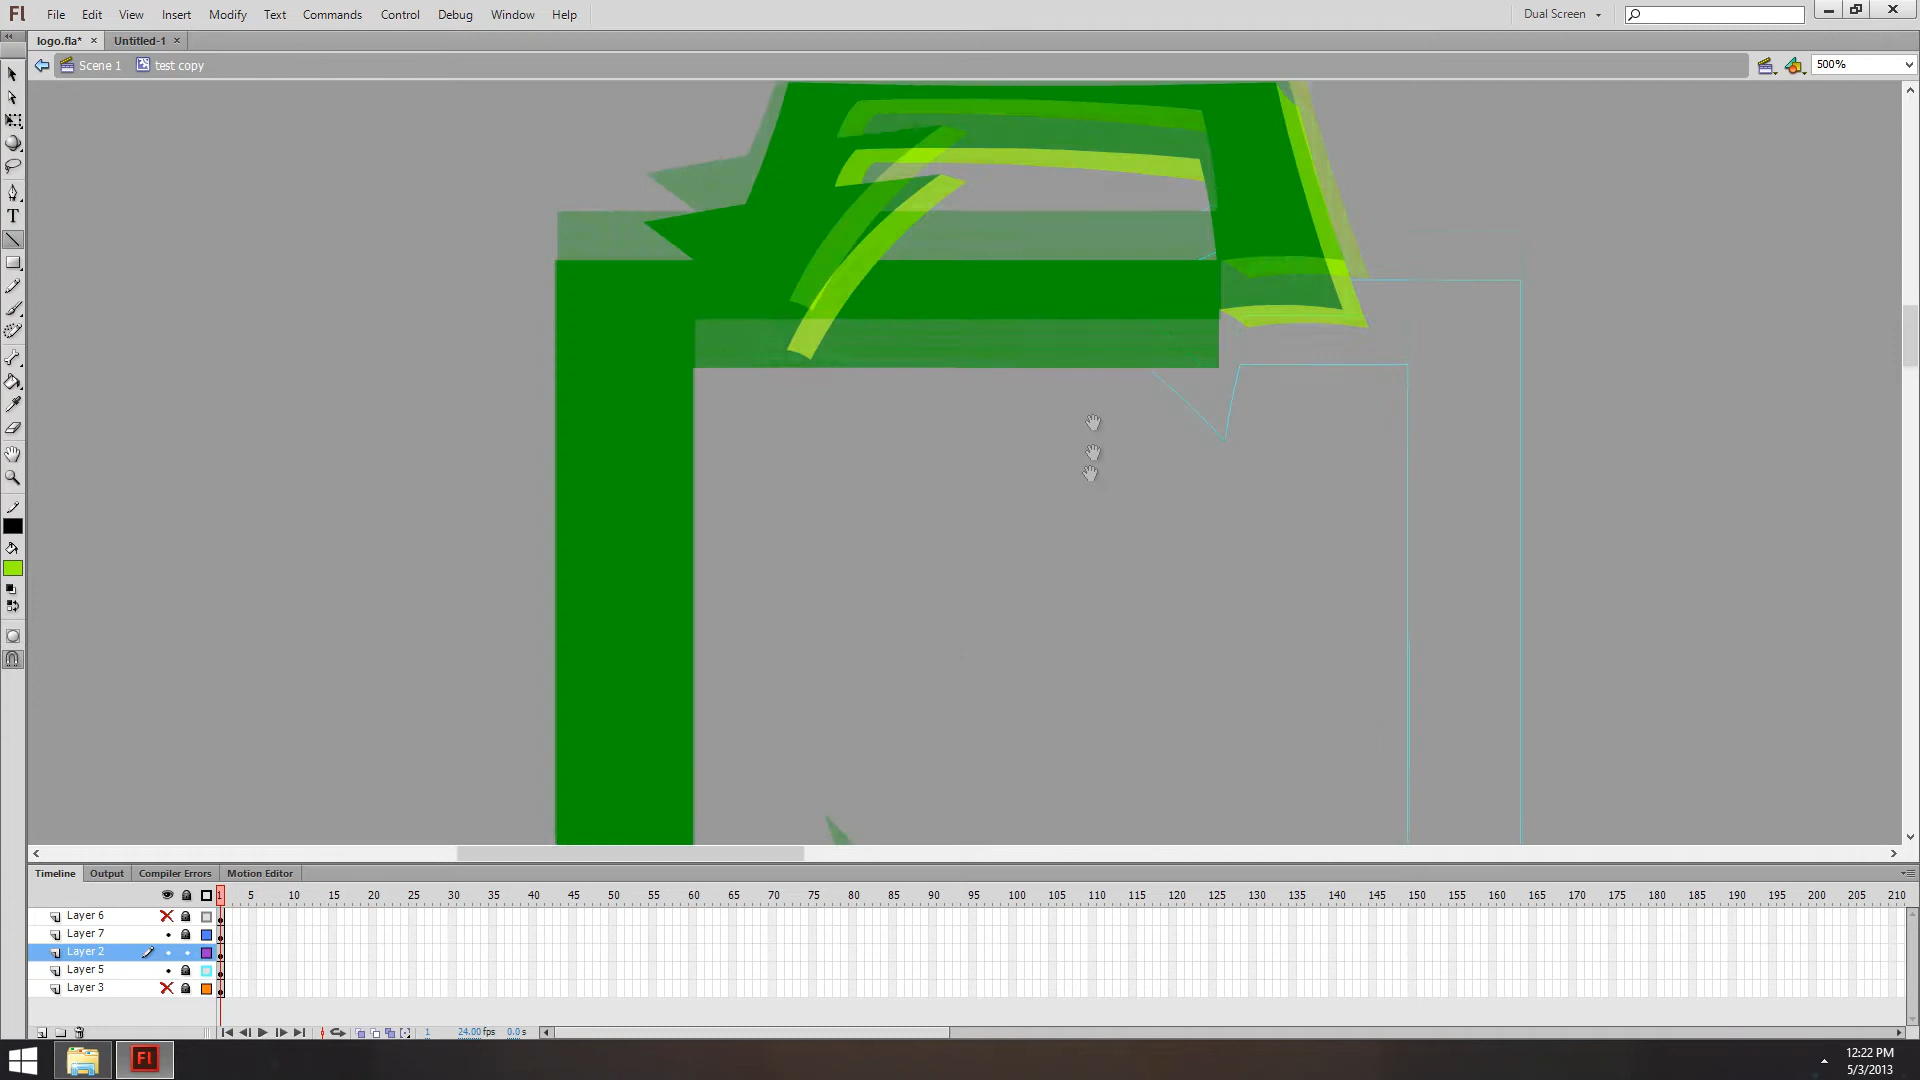 Fl File Edit View Insert Modify Text Commands Control Debug Window Help Dual Screen
logo.fla* × Untitled-1 ×
Scene 1 test copy 500%
T
Timeline Output Compiler Errors Motion Editor
1 5 10 15 20 25 30 35 40 45 50 55 60 65 70 75 80 85 90 95 100 105 110 115 120 125 130 135 140 145 150 155 160 165 170 175 180 185 190 195 200 205 210
Layer 6
Layer 7
Layer 2
Layer 5
Layer 3
1 24.00 fps 0.0 s
Fl
12:22 PM
5/3/2013